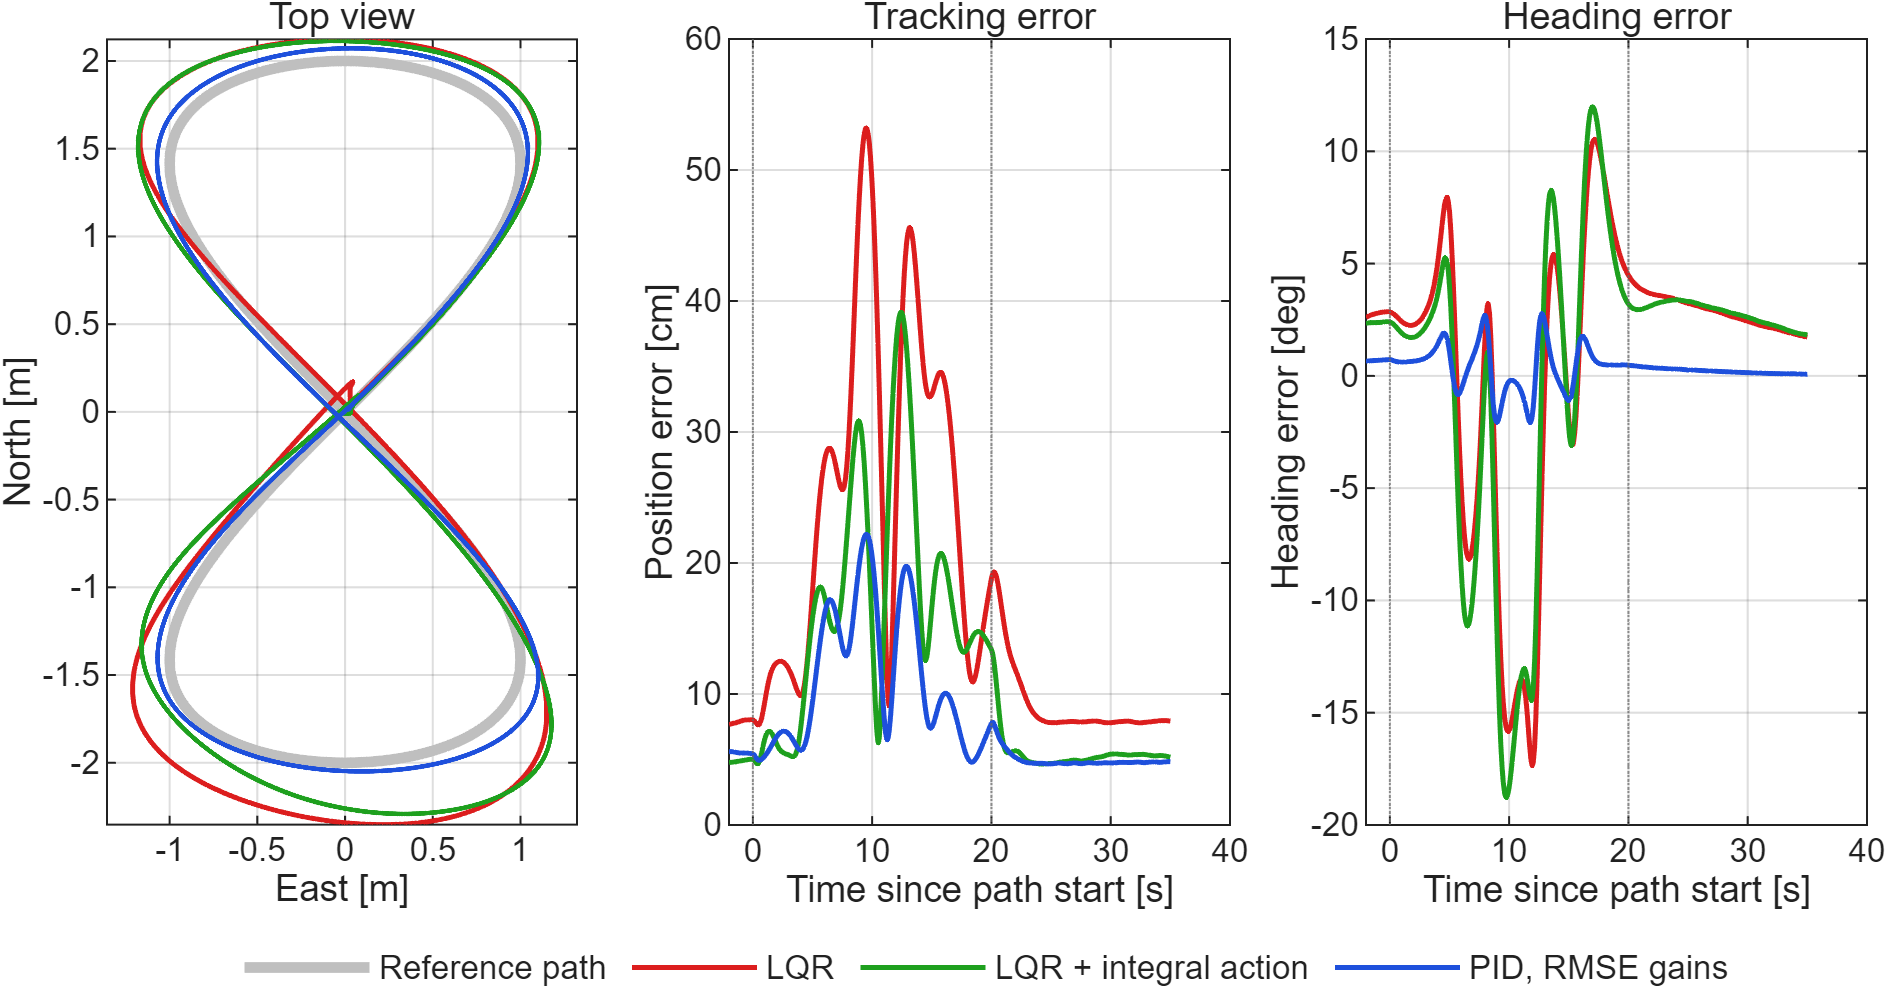 Top view
2
1.5
1
0.5
0
-0.5
-1
-1.5
-2
North [m]
-1 -0.5 0 0.5 1
East [m]
Tracking error
60
50
40
30
20
10
0
Position error [cm]
0 10 20 30 40
Time since path start [s]
Heading error
15
10
5
0
-5
-10
-15
-20
Heading error [deg]
0 10 20 30 40
Time since path start [s]
Reference path LQR LQR + integral action PID, RMSE gains